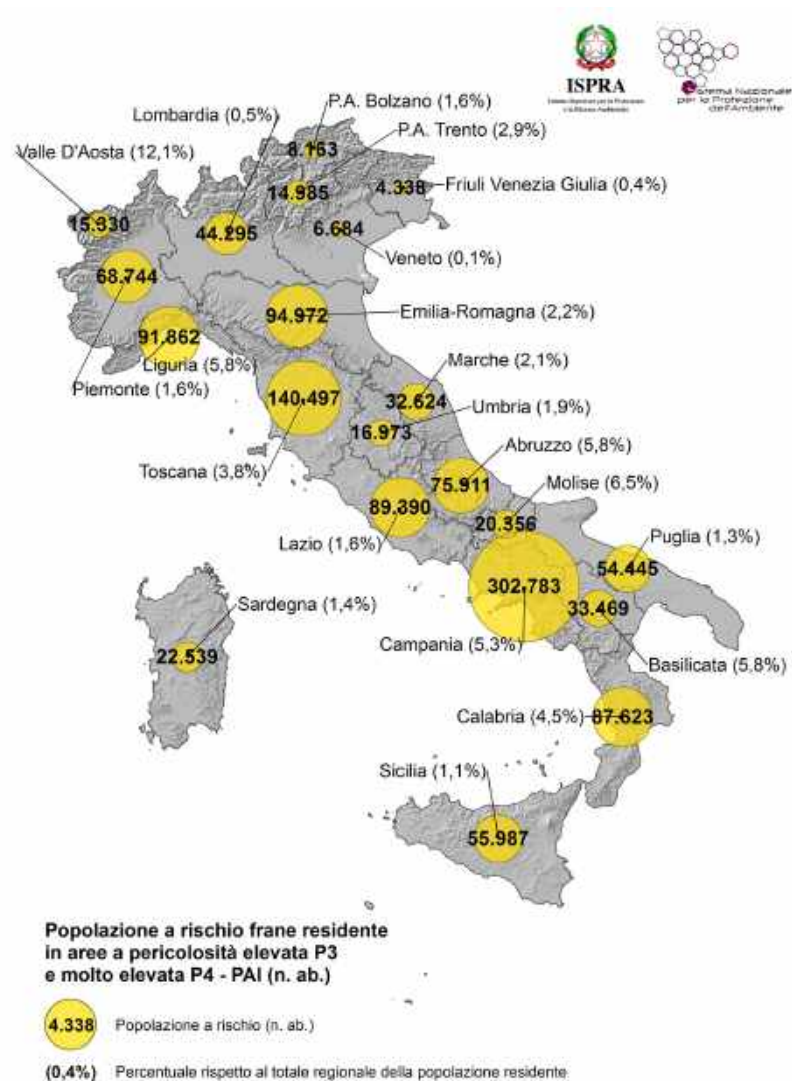 ISPRA
Sistema Nazionale
per la Protezione
dell'Ambiente
P.A. Bolzano (1,6%)
Lombardia (0,5%)
P.A. Trento (2,9%)
Valle D'Aosta (12,1%)
8.163
14.985
4.338
Friuli Venezia Giulia (0,4%)
15.330
44.295
6.684
Veneto (0,1%)
68.744
94.972
Emilia-Romagna (2,2%)
91.862
Liguria (5,8%)
Piemonte (1,6%)
Marche (2,1%)
140.497
32.624
Umbria (1,9%)
16.973
Abruzzo (5,8%)
Toscana (3,8%)
75.911
Molise (6,5%)
89.390
20.356
Lazio (1,6%)
Puglia (1,3%)
54.445
302.783
33.469
Sardegna (1,4%)
22.539
Campania (5,3%)
Basilicata (5,8%)
Calabria (4,5%)
87.623
Sicilia (1,1%)
55.987
Popolazione a rischio frane residente
in aree a pericolosità elevata P3
e molto elevata P4 - PAI (n. ab.)
4.338
Popolazione a rischio (n. ab.)
(0,4%) Percentuale rispetto al totale regionale della popolazione residente